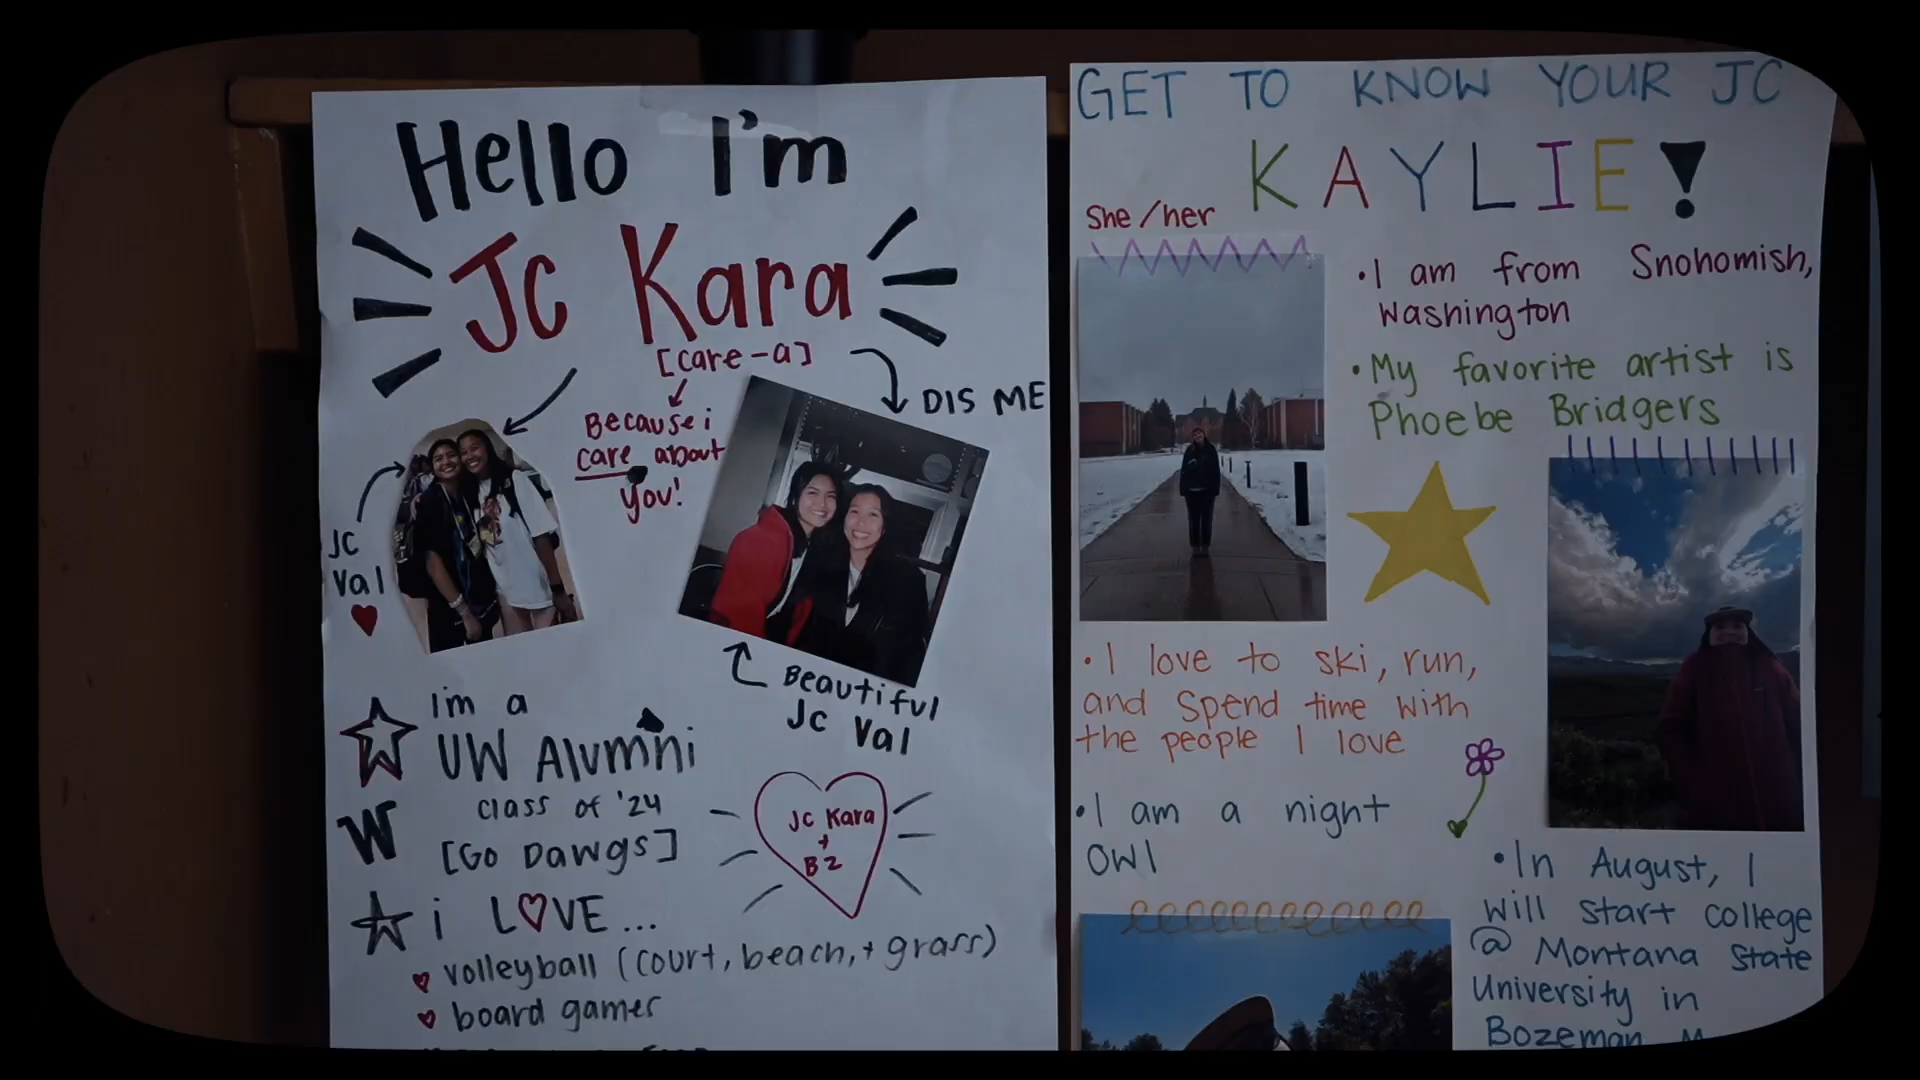 Hello I'm
JC Kara
[care-a]
Because i
care about
you!
DIS ME
JC
Val
Beautiful
JC Val
I'm a
UW Alumni
class of '24
W
[Go Dawgs]
JC Kara
+
B2
i LOVE...
volleyball (court, beach, + grass)
board gamer
GET TO KNOW YOUR JC
KAYLIE!
She/her
• I am from Snohomish,
Washington
• My favorite artist is
Phoebe Bridgers
• I love to ski, run,
and spend time with
the people I love
• I am a night
owl
• In August, I
will start college
@ Montana State
University in
Bozeman